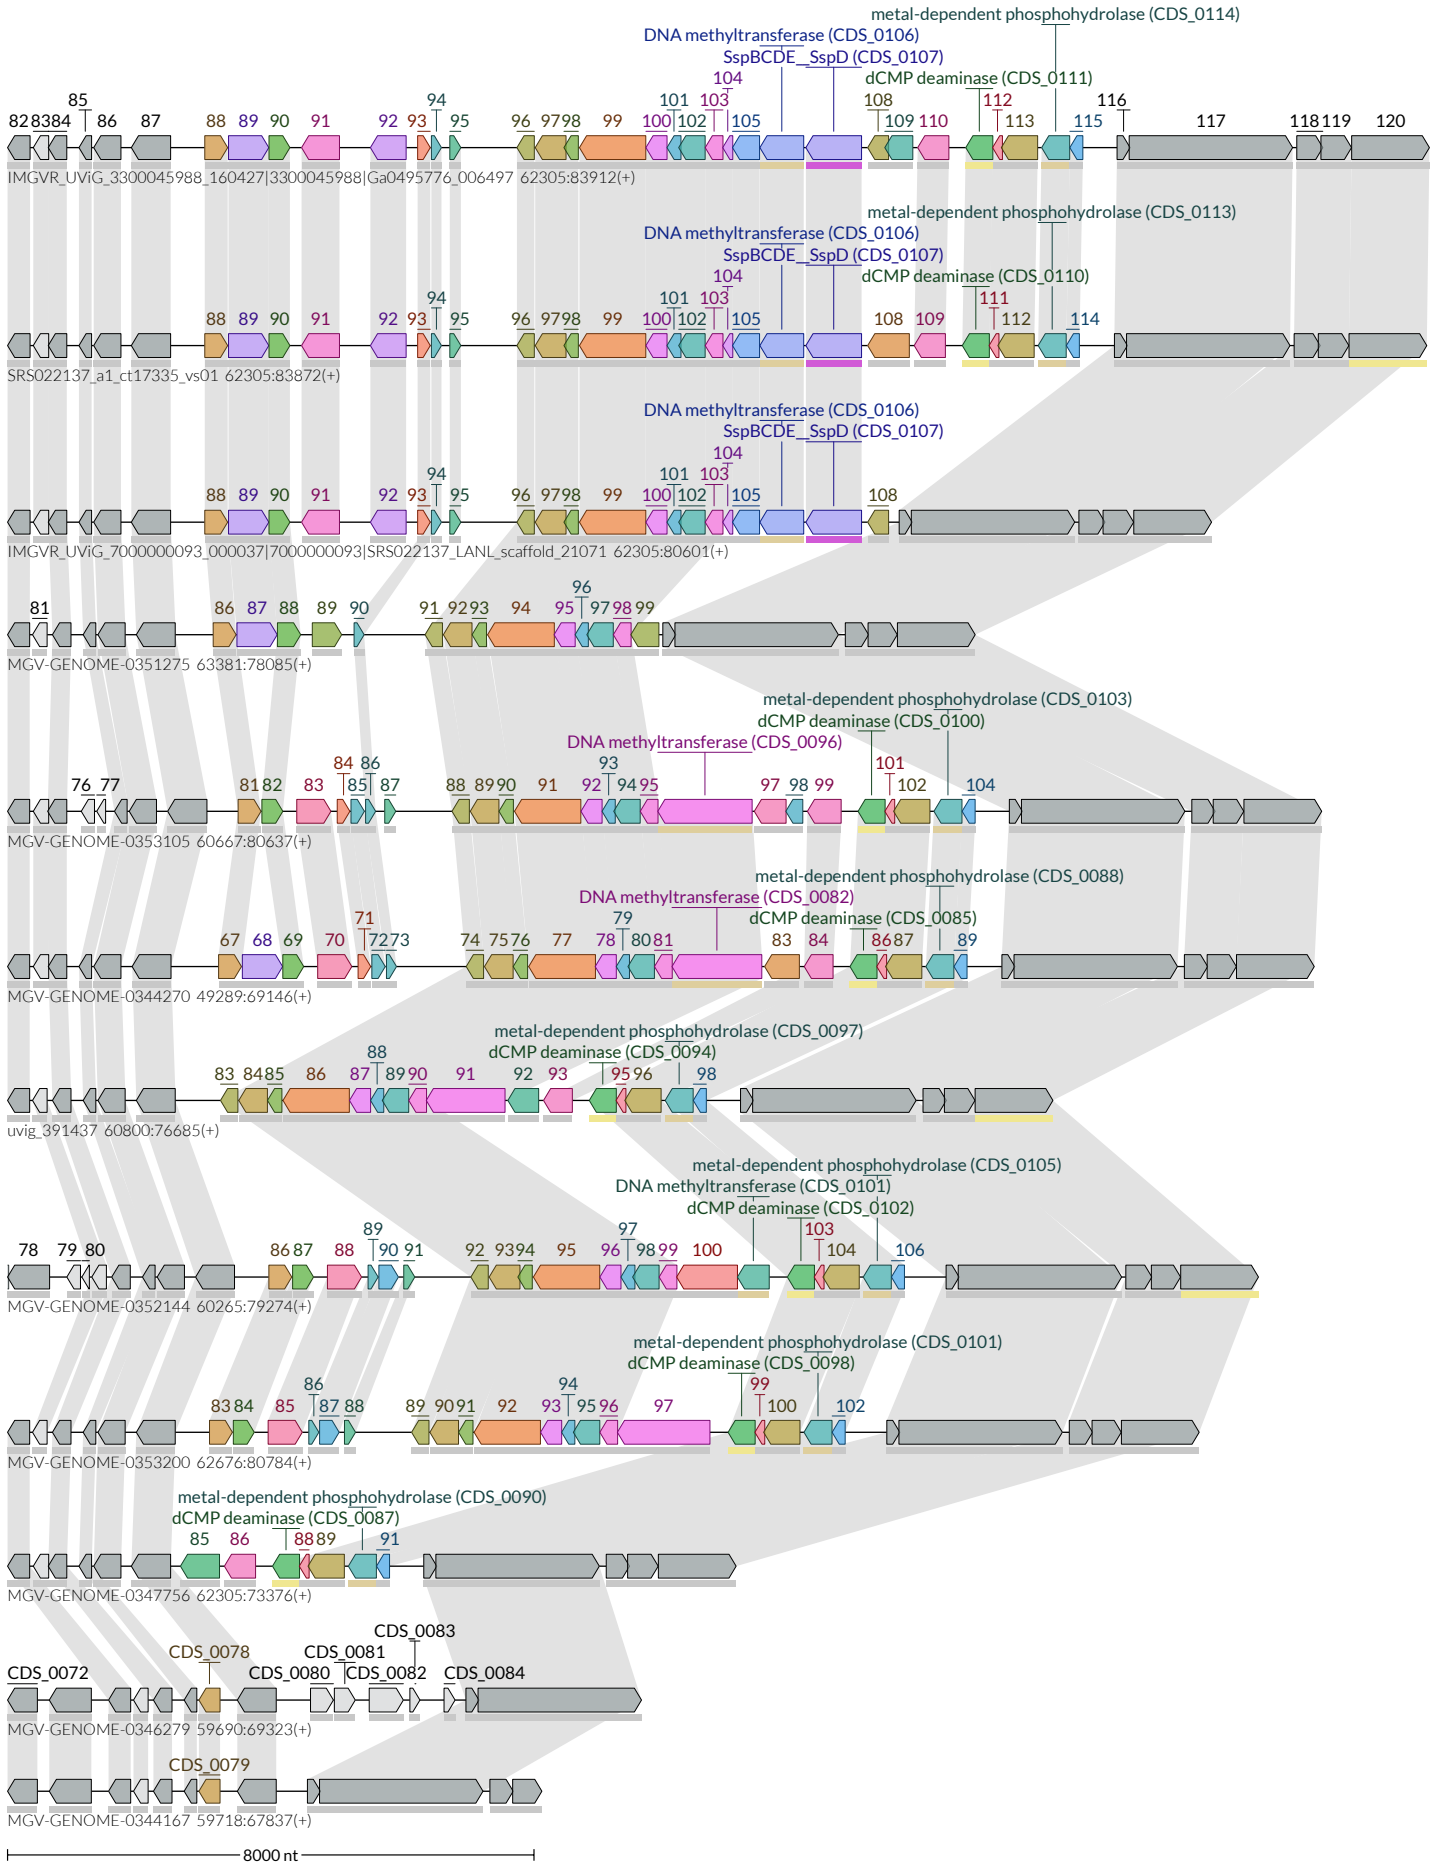 metal-dependent phosphohydrolase (CDS_0114)
DNA methyltransferase (CDS_0106)
SspBCDE__SspD (CDS_0107)
104 dCMP deaminase (CDS_0111)
85 94 101 103 108 112 116
82 83 84 86 87 88 89 90 91 92 93 95 96 97 98 99 100 102 105 109 110 113 115 117 118 119 120
IMGVR_UViG_3300045988_160427|3300045988|Ga0495776_006497 62305:83912(+)
metal-dependent phosphohydrolase (CDS_0113)
DNA methyltransferase (CDS_0106)
SspBCDE__SspD (CDS_0107)
104 dCMP deaminase (CDS_0110)
94 101 103 111
88 89 90 91 92 93 95 96 97 98 99 100 102 105 108 109 112 114
SRS022137_a1_ct17335_vs01 62305:83872(+)
DNA methyltransferase (CDS_0106)
SspBCDE__SspD (CDS_0107)
104
94 101 103
88 89 90 91 92 93 95 96 97 98 99 100 102 105 108
IMGVR_UViG_7000000093_000037|7000000093|SRS022137_LANL_scaffold_21071 62305:80601(+)
96
81 86 87 88 89 90 91 92 93 94 95 97 98 99
MGV-GENOME-0351275 63381:78085(+)
metal-dependent phosphohydrolase (CDS_0103)
dCMP deaminase (CDS_0100)
DNA methyltransferase (CDS_0096)
84 86 93 101
76 77 81 82 83 85 87 88 89 90 91 92 94 95 97 98 99 102 104
MGV-GENOME-0353105 60667:80637(+)
metal-dependent phosphohydrolase (CDS_0088)
DNA methyltransferase (CDS_0082)
71 79 dCMP deaminase (CDS_0085)
67 68 69 70 72 73 74 75 76 77 78 80 81 83 84 86 87 89
MGV-GENOME-0344270 49289:69146(+)
metal-dependent phosphohydrolase (CDS_0097)
88 dCMP deaminase (CDS_0094)
83 84 85 86 87 89 90 91 92 93 95 96 98
uvig_391437 60800:76685(+)
metal-dependent phosphohydrolase (CDS_0105)
DNA methyltransferase (CDS_0101)
dCMP deaminase (CDS_0102)
89 97 103
78 79 80 86 87 88 90 91 92 93 94 95 96 98 99 100 104 106
MGV-GENOME-0352144 60265:79274(+)
metal-dependent phosphohydrolase (CDS_0101)
dCMP deaminase (CDS_0098)
86 94 99
83 84 85 87 88 89 90 91 92 93 95 96 97 100 102
MGV-GENOME-0353200 62676:80784(+)
metal-dependent phosphohydrolase (CDS_0090)
dCMP deaminase (CDS_0087)
85 86 88 89 91
MGV-GENOME-0347756 62305:73376(+)
CDS_0083
CDS_0078 CDS_0081
CDS_0072 CDS_0080 CDS_0082 CDS_0084
MGV-GENOME-0346279 59690:69323(+)
CDS_0079
MGV-GENOME-0344167 59718:67837(+)
8000 nt